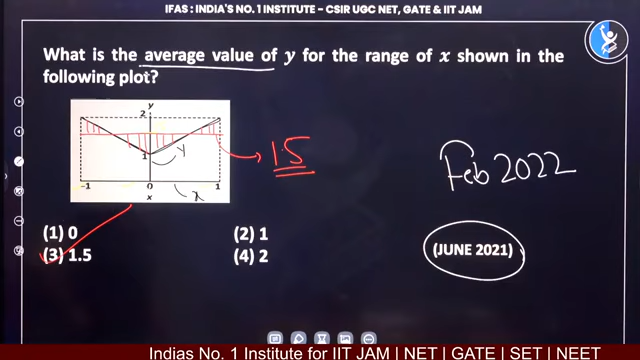 IFAS: INDIA'S NO. 1 INSTITUTE - CSIR UGC NET, GATE & IIT JAM
What is the average value of y for the range of x shown in the
following plot?
y
2
1
y
-1
0
1
x
x
1.5
Feb 2022
(1) 0
(2) 1
(3) 1.5
(4) 2
(JUNE 2021)
Indias No. 1 Institute for IIT JAM | NET | GATE | SET | NEET